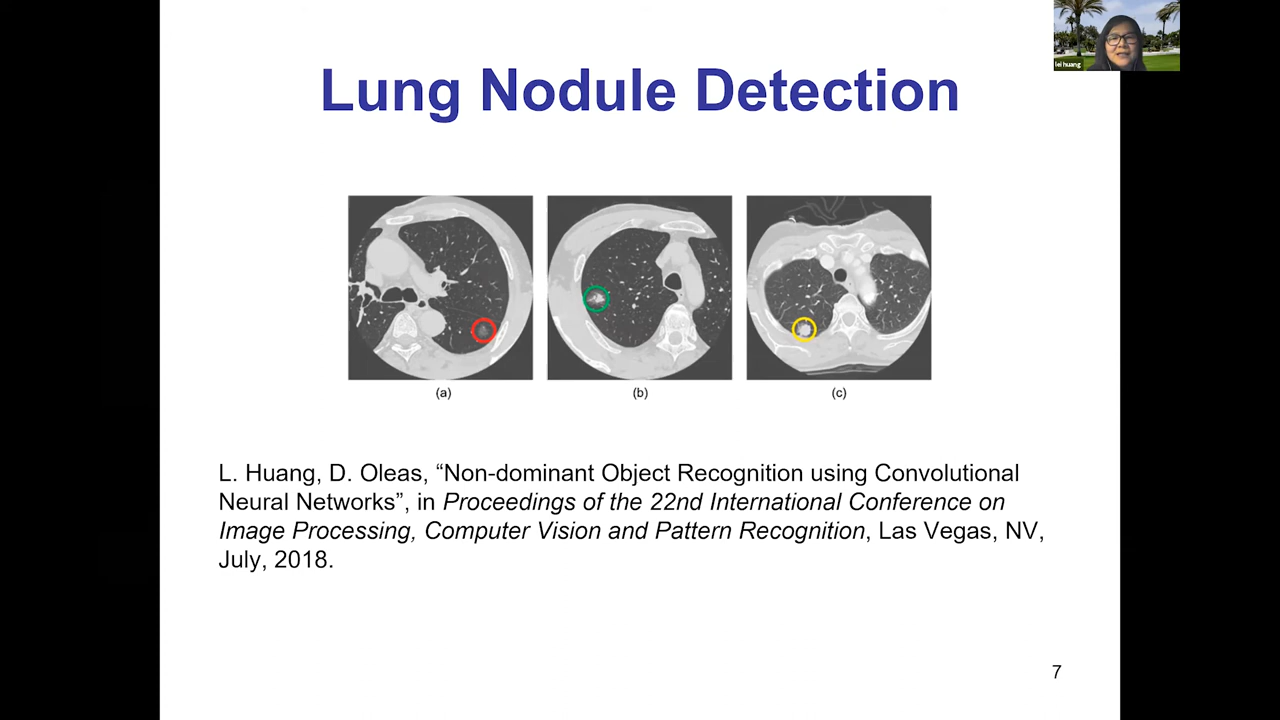 lei huang
Lung Nodule Detection
(a)
(b)
(c)
L. Huang, D. Oleas, “Non-dominant Object Recognition using Convolutional
Neural Networks”, in Proceedings of the 22nd International Conference on
Image Processing, Computer Vision and Pattern Recognition, Las Vegas, NV,
July, 2018.
7